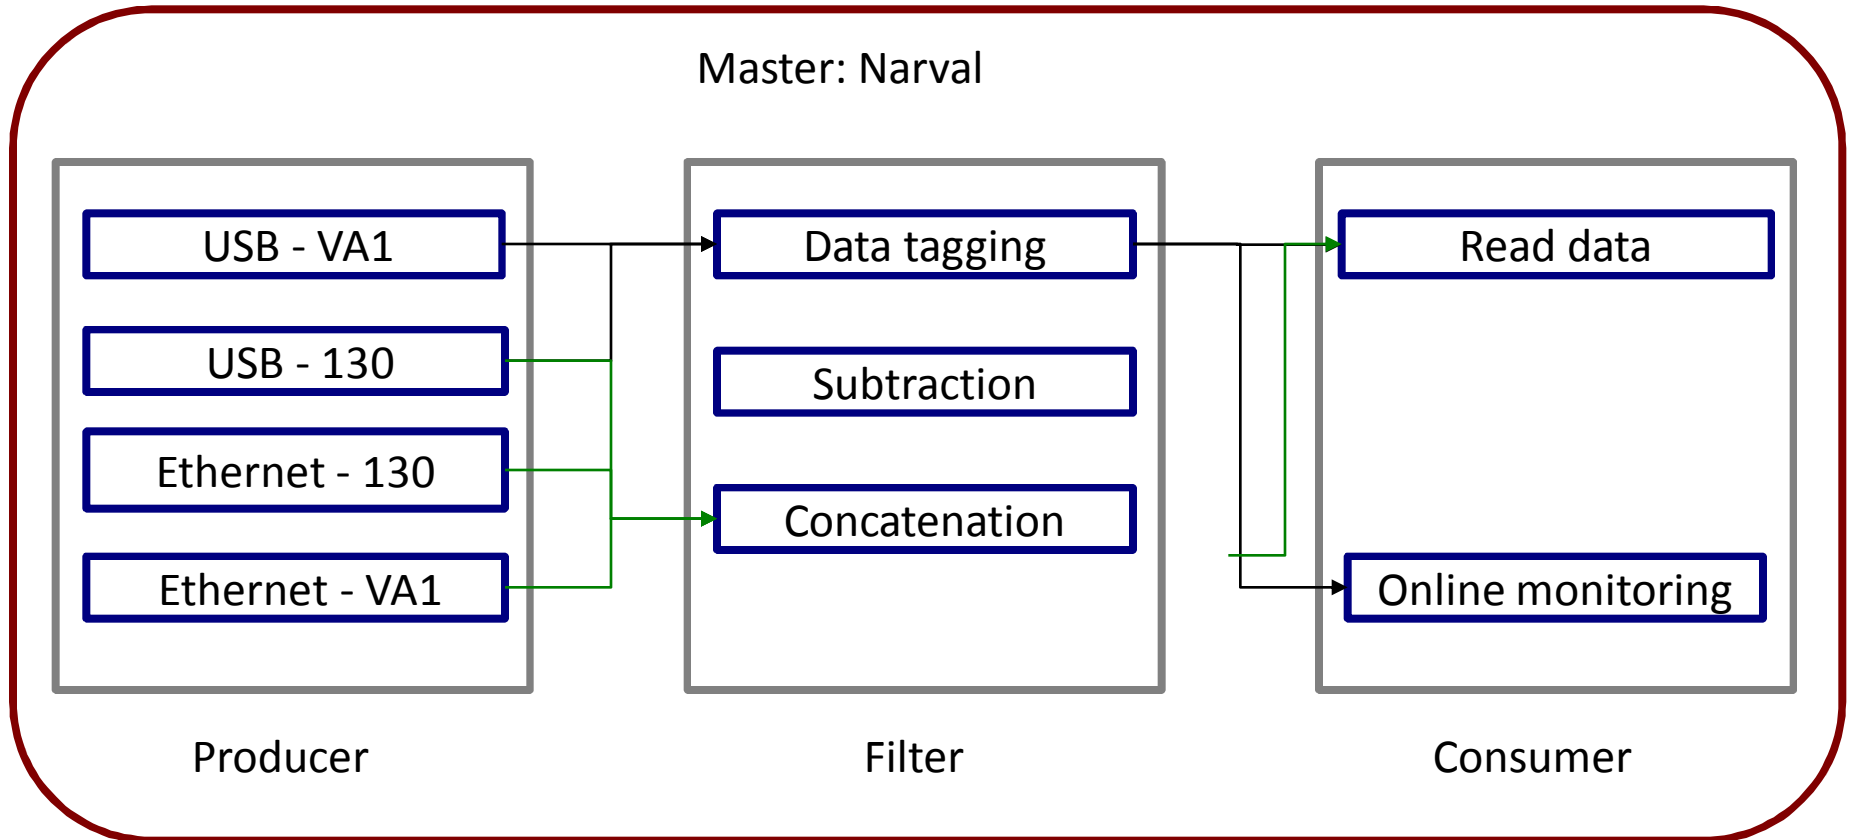 Master: Narval
USB - VA1
USB - 130
Ethernet - 130
Ethernet - VA1
Data tagging
Subtraction
Concatenation
Read data
Online monitoring
Producer
Filter
Consumer